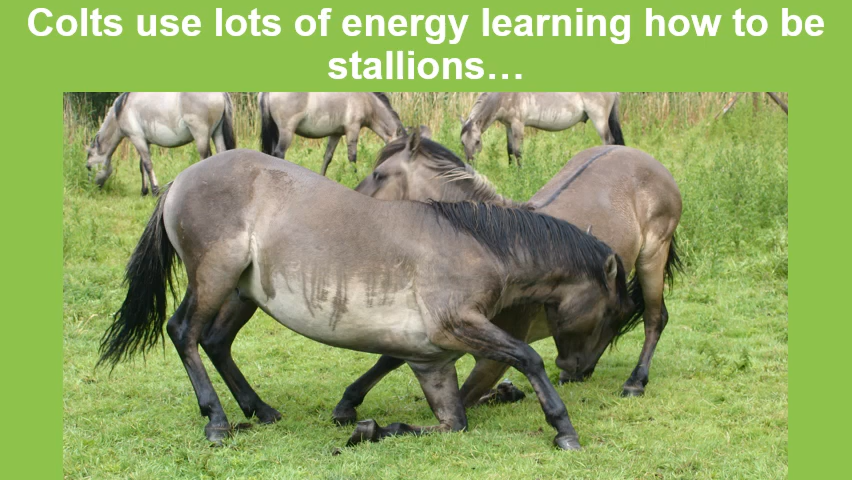 Colts use lots of energy learning how to be
stallions…